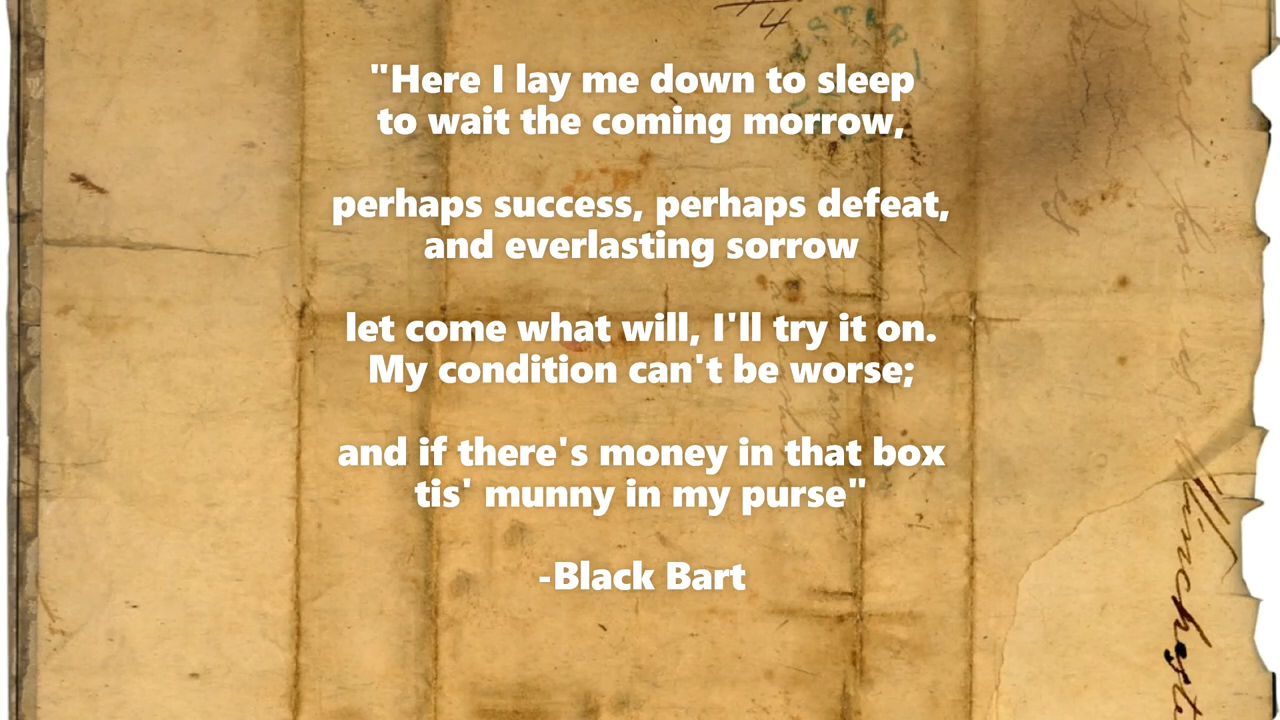 "Here I lay me down to sleep
to wait the coming morrow,
perhaps success, perhaps defeat,
and everlasting sorrow
let come what will, I'll try it on.
My condition can't be worse;
and if there's money in that box
tis' munny in my purse"
-Black Bart